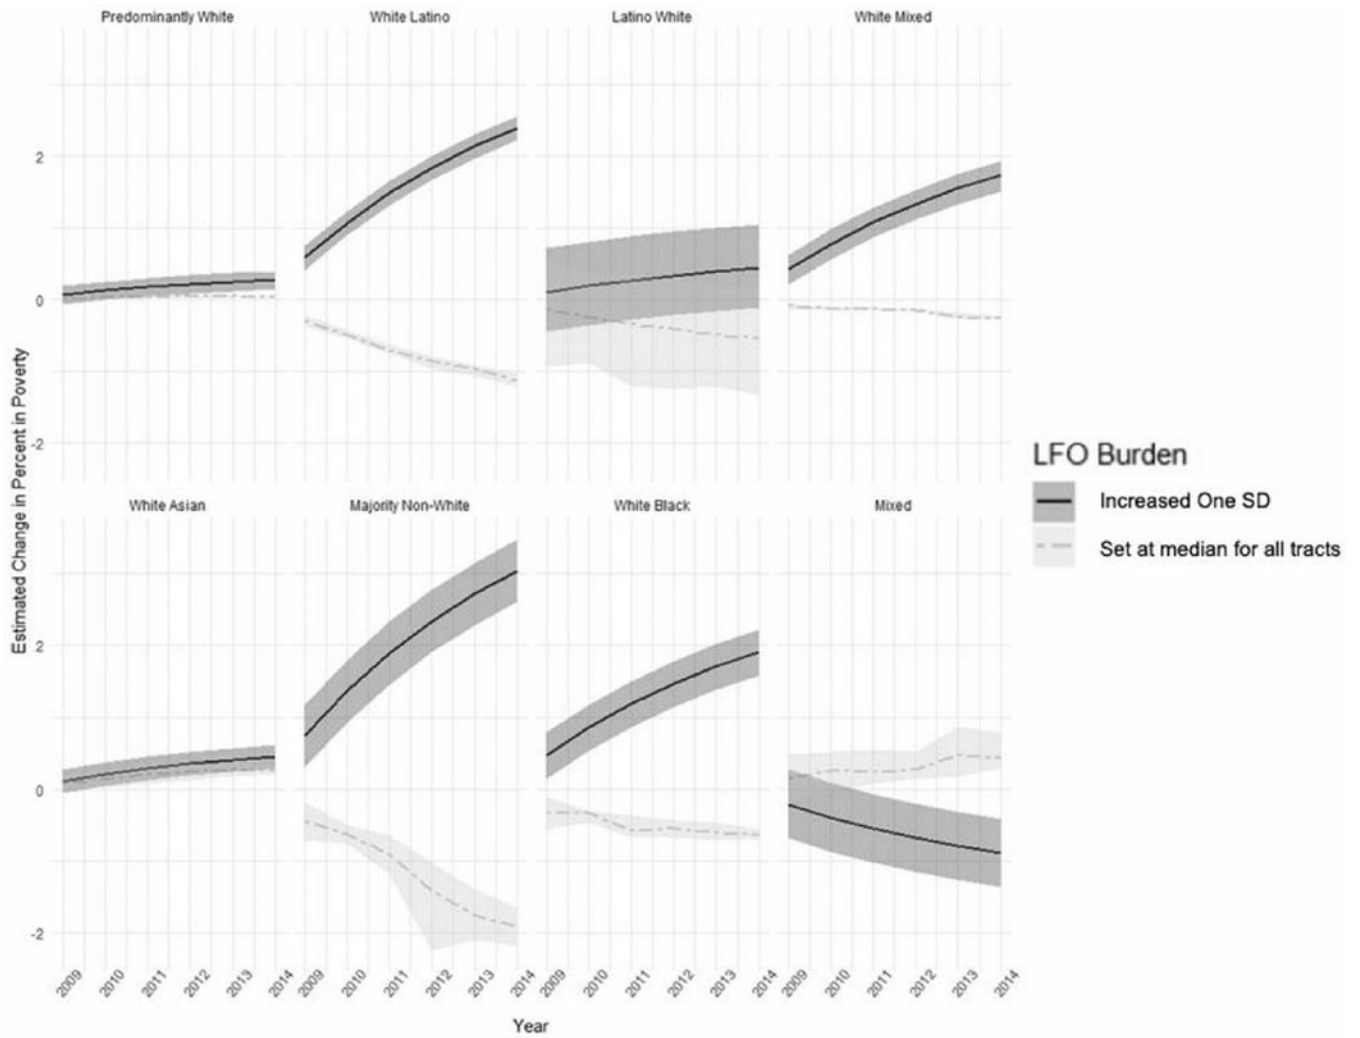 Predominantly White
White Latino
Latino White
White Mixed
2
0
-2
Estimated Change in Percent in Poverty
White Asian
Majority Non-White
White Black
Mixed
2
0
-2
2009 2010 2011 2012 2013 2014
2009 2010 2011 2012 2013 2014
2009 2010 2011 2012 2013 2014
2009 2010 2011 2012 2013 2014
Year
LFO Burden
Increased One SD
Set at median for all tracts